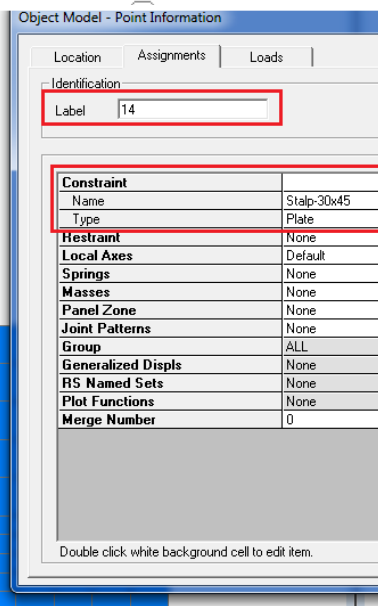 Object Model - Point Information
Location Assignments Loads
Identification
Label 14
Constraint
Name Stalp-30x45
Type Plate
Restraint None
Local Axes Default
Springs None
Masses None
Panel Zone None
Joint Patterns None
Group ALL
Generalized Displs None
RS Named Sets None
Plot Functions None
Merge Number 0
Double click white background cell to edit item.